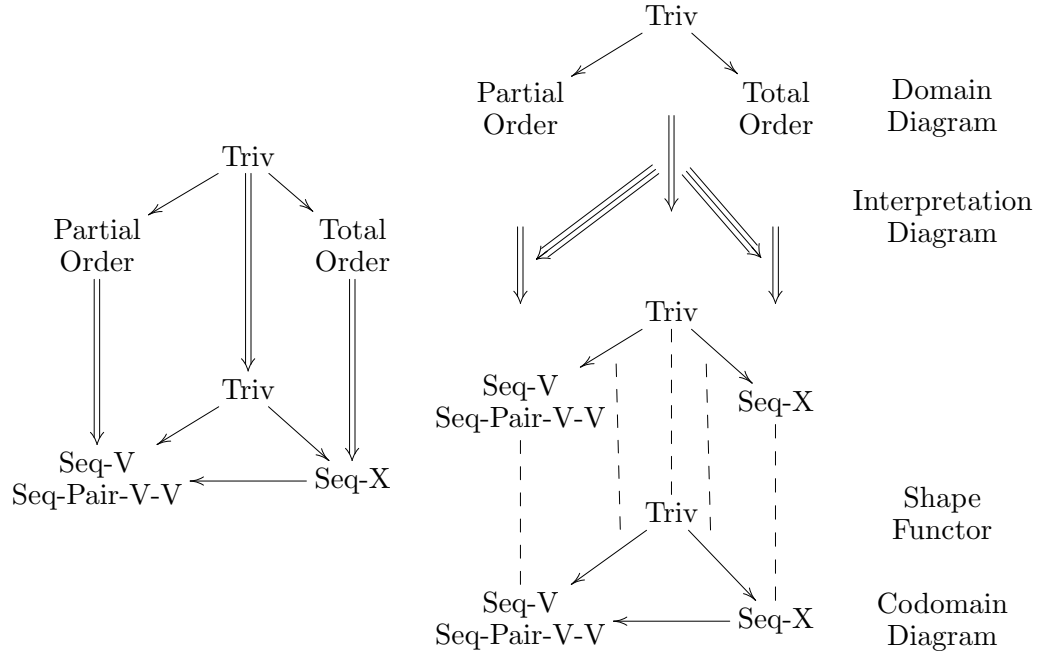 Triv
Partial
Order
Total
Order
Triv
Seq-V
Seq-Pair-V-V
Seq-X
Triv
Partial
Order
Total
Order
Domain
Diagram
Interpretation
Diagram
Triv
Seq-V
Seq-Pair-V-V
Seq-X
Triv
Shape
Functor
Seq-V
Seq-Pair-V-V
Seq-X
Codomain
Diagram